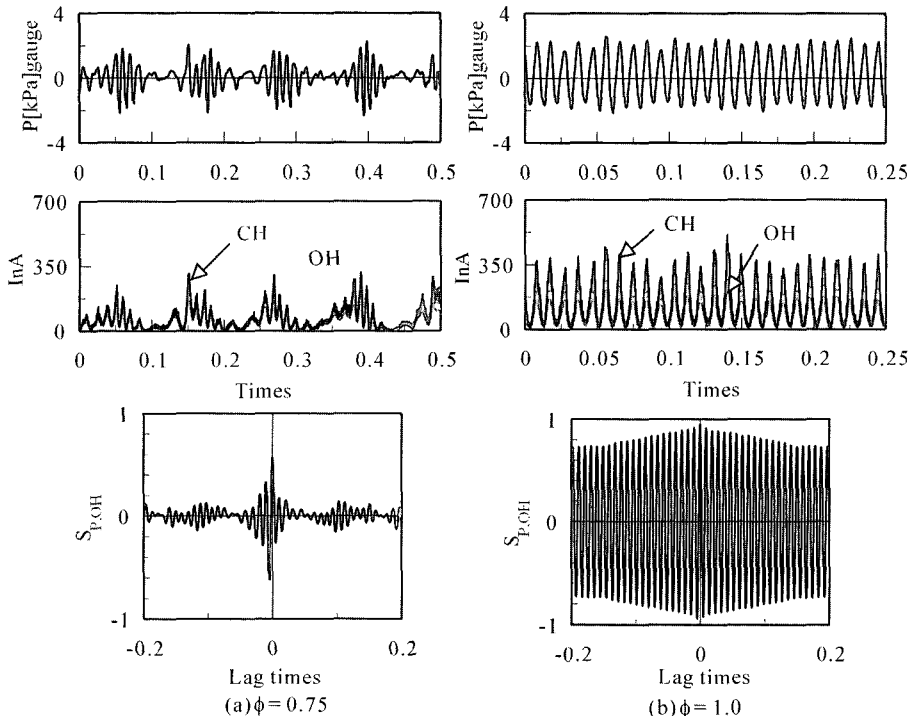 4
0
-4
P[kPa]gauge
0 0.1 0.2 0.3 0.4 0.5
4
0
-4
P[kPa]gauge
0 0.05 0.1 0.15 0.2 0.25
700
350
0
InA
CH
OH
0 0.1 0.2 0.3 0.4 0.5
Times
700
350
0
InA
CH
OH
0 0.05 0.1 0.15 0.2 0.25
Times
1
0
-1
S P.OH
-0.2 0 0.2
Lag times
(a)ϕ= 0.75
1
0
-1
S P.OH
-0.2 0 0.2
Lag times
(b)ϕ= 1.0